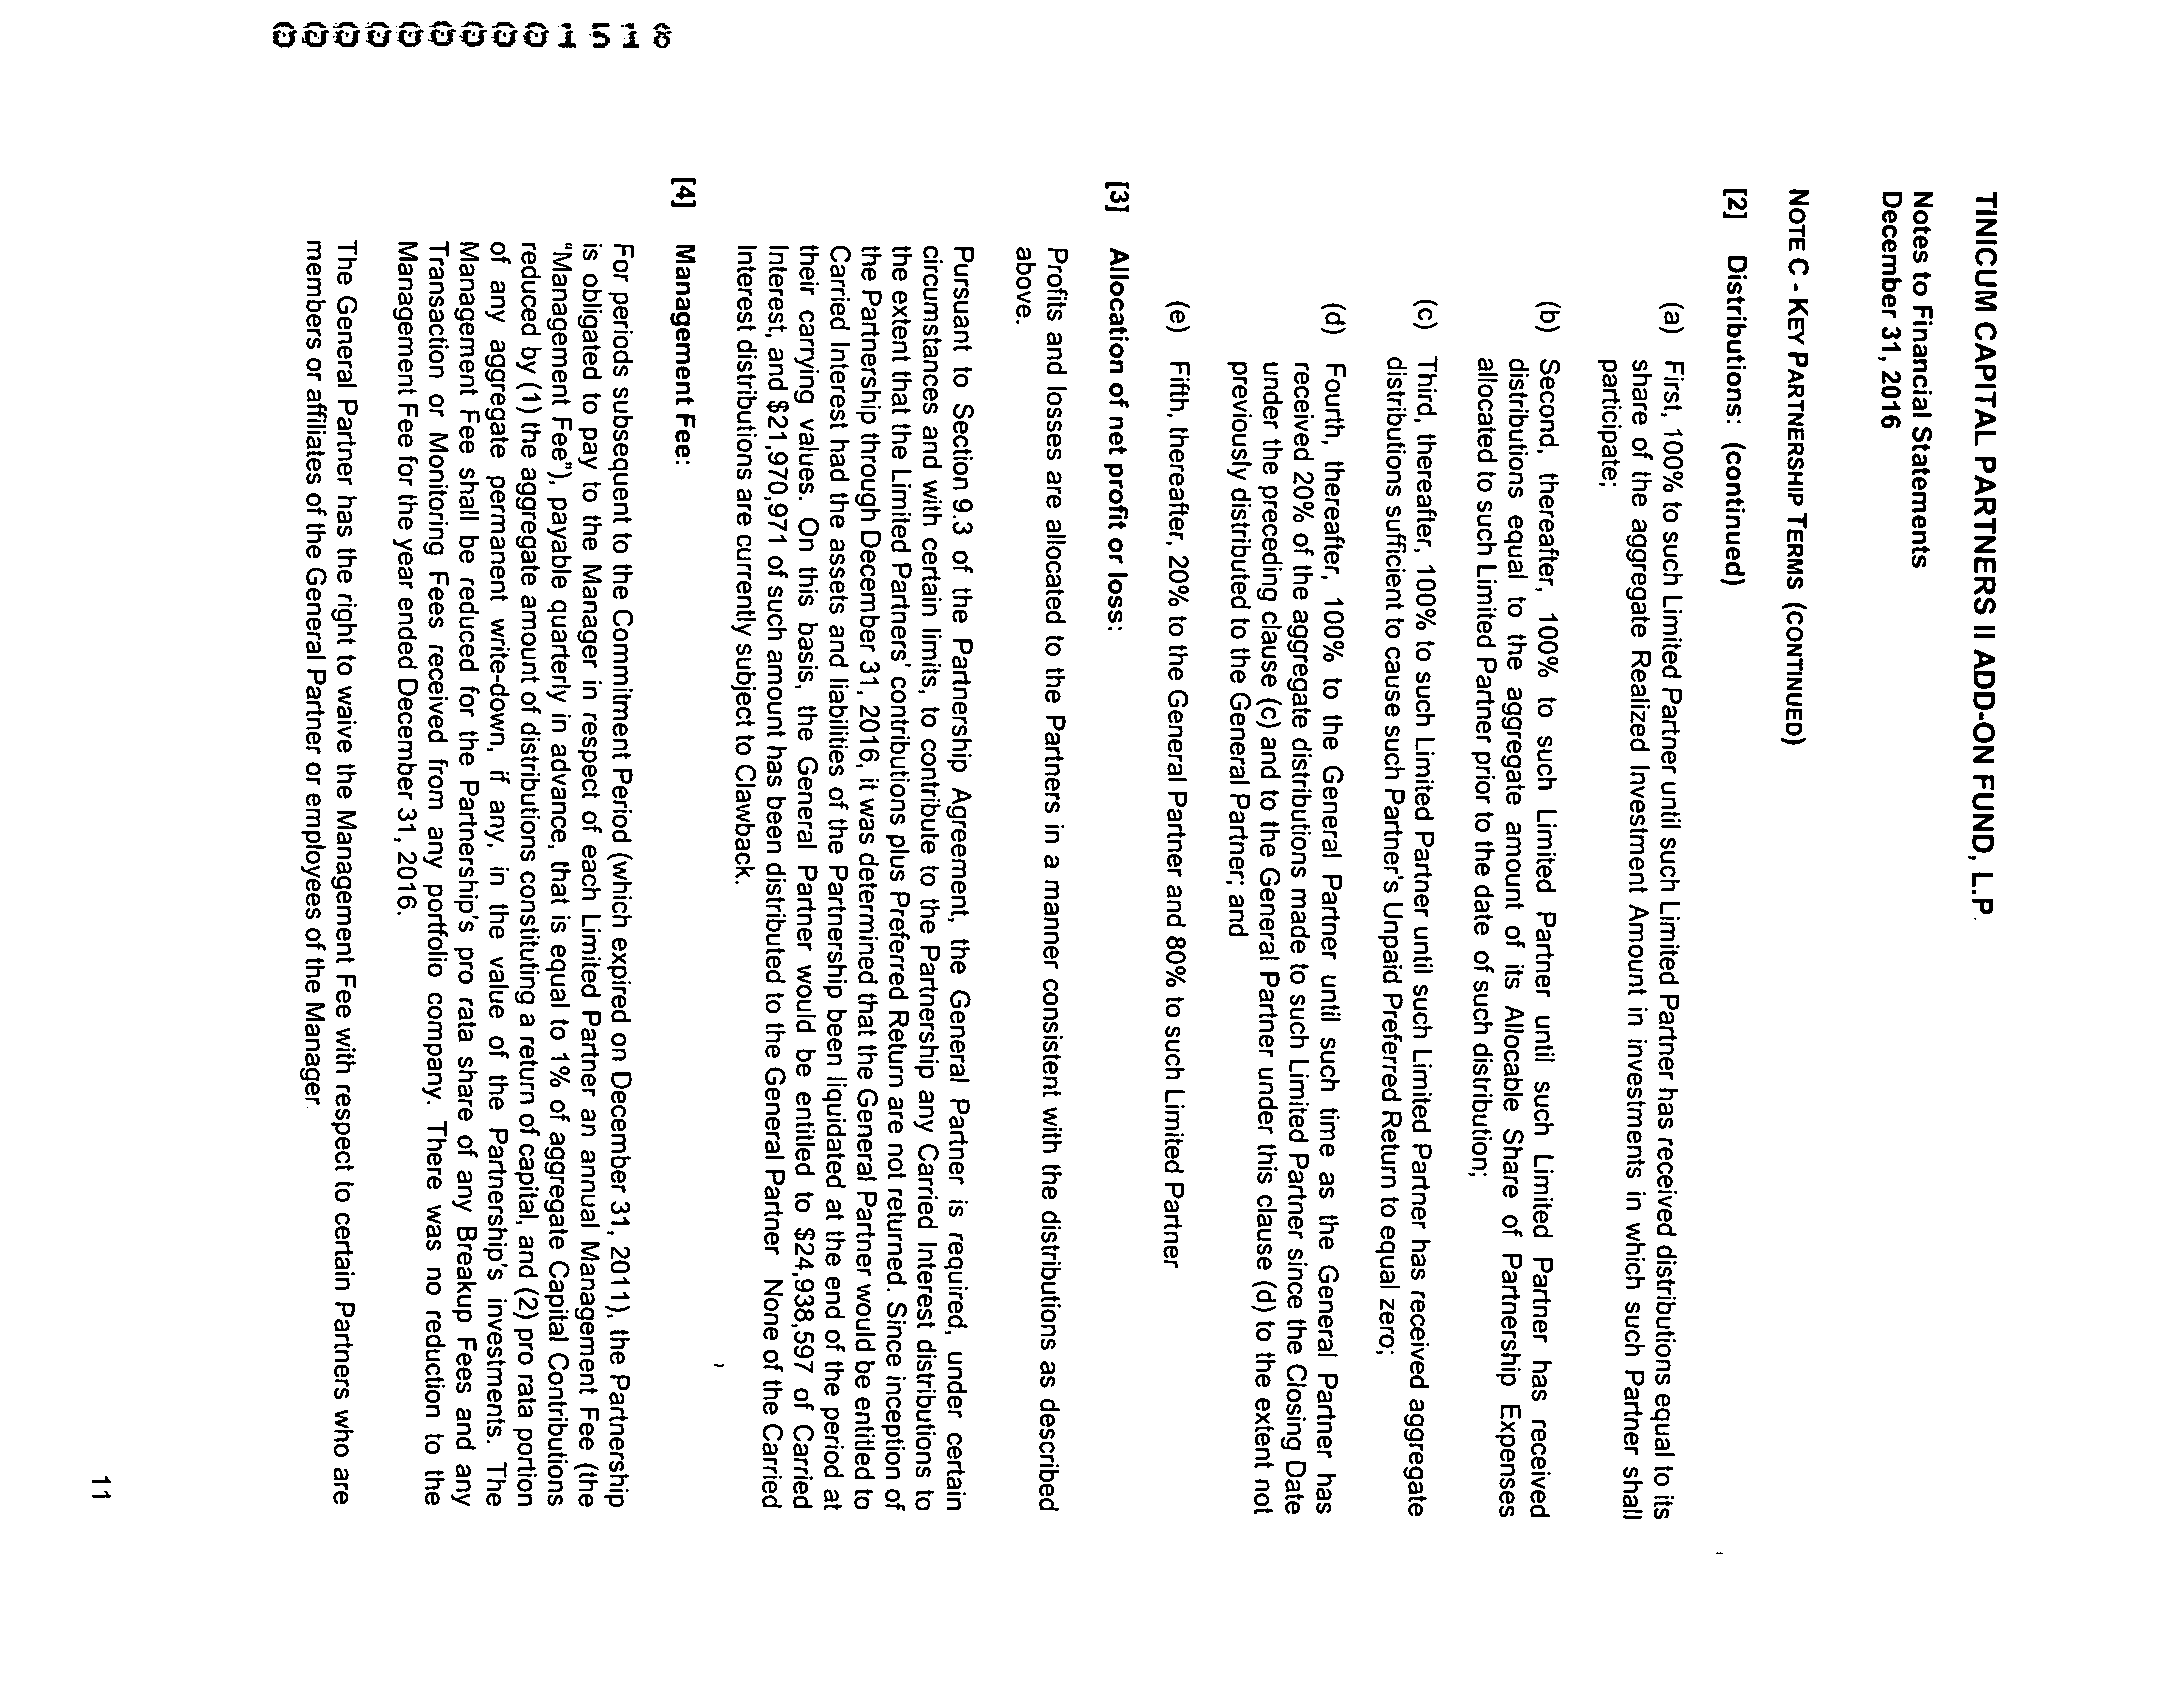 TINICUM CAPITAL PARTNERS II ADD-ON FUND, L.P.
Notes to Financial Statements
December 31, 2016
NOTE C - KEY PARTNERSHIP TERMS (CONTINUED)
[2] Distributions: (continued)
(a) First, 100% to such Limited Partner until such Limited Partner has received distributions equal to its
share of the aggregate Realized Investment Amount in investments in which such Partner shall
participate;
(b) Second, thereafter, 100% to such Limited Partner until such Limited Partner has received
distributions equal to the aggregate amount of its Allocable Share of Partnership Expenses
allocated to such Limited Partner prior to the date of such distribution;
(c) Third, thereafter, 100% to such Limited Partner until such Limited Partner has received aggregate
distributions sufficient to cause such Partner's Unpaid Preferred Return to equal zero;
(d) Fourth, thereafter, 100% to the General Partner until such time as the General Partner has
received 20% of the aggregate distributions made to such Limited Partner since the Closing Date
under the preceding clause (c) and to the General Partner under this clause (d) to the extent not
previously distributed to the General Partner; and
(e) Fifth, thereafter, 20% to the General Partner and 80% to such Limited Partner
[3] Allocation of net profit or loss:
Profits and losses are allocated to the Partners in a manner consistent with the distributions as described
above.
Pursuant to Section 9.3 of the Partnership Agreement, the General Partner is required, under certain
circumstances and with certain limits, to contribute to the Partnership any Carried Interest distributions to
the extent that the Limited Partners' contributions plus Preferred Return are not returned. Since inception of
the Partnership through December 31, 2016, it was determined that the General Partner would be entitled to
Carried Interest had the assets and liabilities of the Partnership been liquidated at the end of the period at
their carrying values. On this basis, the General Partner would be entitled to $24,938,597 of Carried
Interest, and $21,970,971 of such amount has been distributed to the General Partner None of the Carried
Interest distributions are currently subject to Clawback.
[4] Management Fee:
For periods subsequent to the Commitment Period (which expired on December 31, 2011), the Partnership
is obligated to pay to the Manager in respect of each Limited Partner an annual Management Fee (the
"Management Fee"), payable quarterly in advance, that is equal to 1% of aggregate Capital Contributions
reduced by (1) the aggregate amount of distributions constituting a return of capital, and (2) pro rata portion
of any aggregate permanent write-down, if any, in the value of the Partnership's investments. The
Management Fee shall be reduced for the Partnership's pro rata share of any Breakup Fees and any
Transaction or Monitoring Fees received from any portfolio company. There was no reduction to the
Management Fee for the year ended December 31, 2016.
The General Partner has the right to waive the Management Fee with respect to certain Partners who are
members or affiliates of the General Partner or employees of the Manager.
11
0000000001518